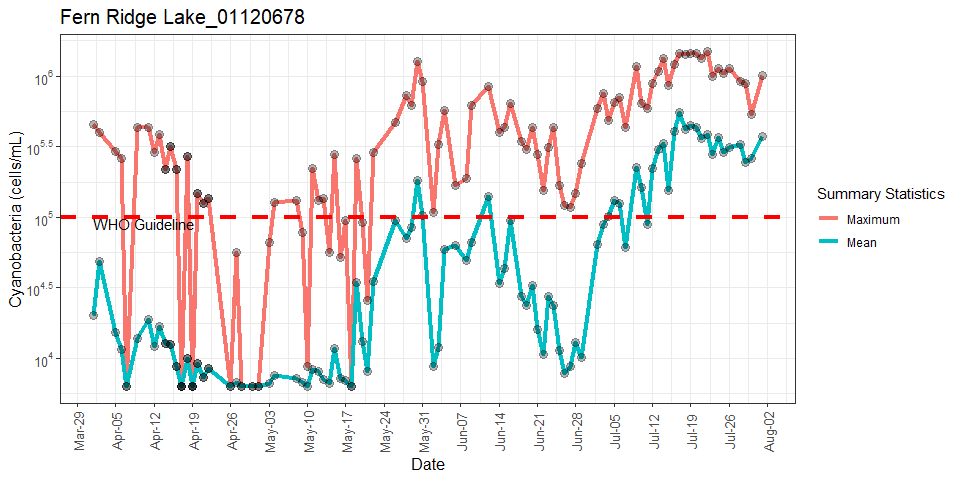 Fern Ridge Lake_01120678
Cyanobacteria (cells/mL)
10^6
10^5.5
10^5
10^4.5
10^4
WHO Guideline
Mar-29
Apr-05
Apr-12
Apr-19
Apr-26
May-03
May-10
May-17
May-24
May-31
Jun-07
Jun-14
Jun-21
Jun-28
Jul-05
Jul-12
Jul-19
Jul-26
Aug-02
Date
Summary Statistics
Maximum
Mean